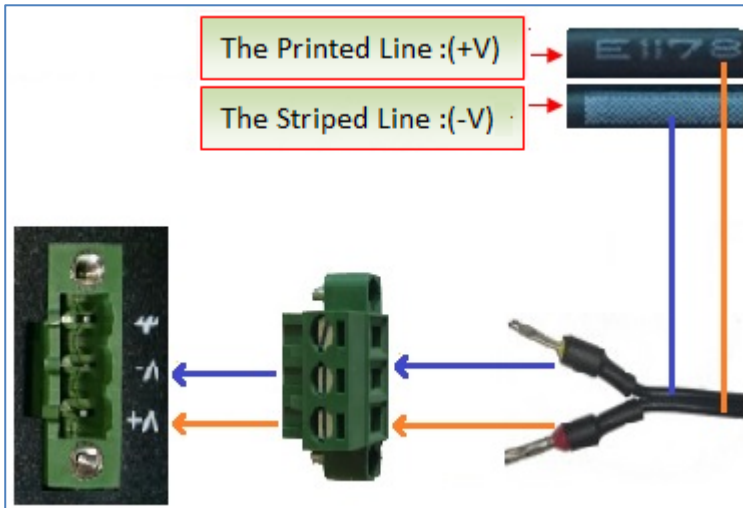 The Printed Line :(+V)
E1178
The Striped Line :(-V)
-V
+V